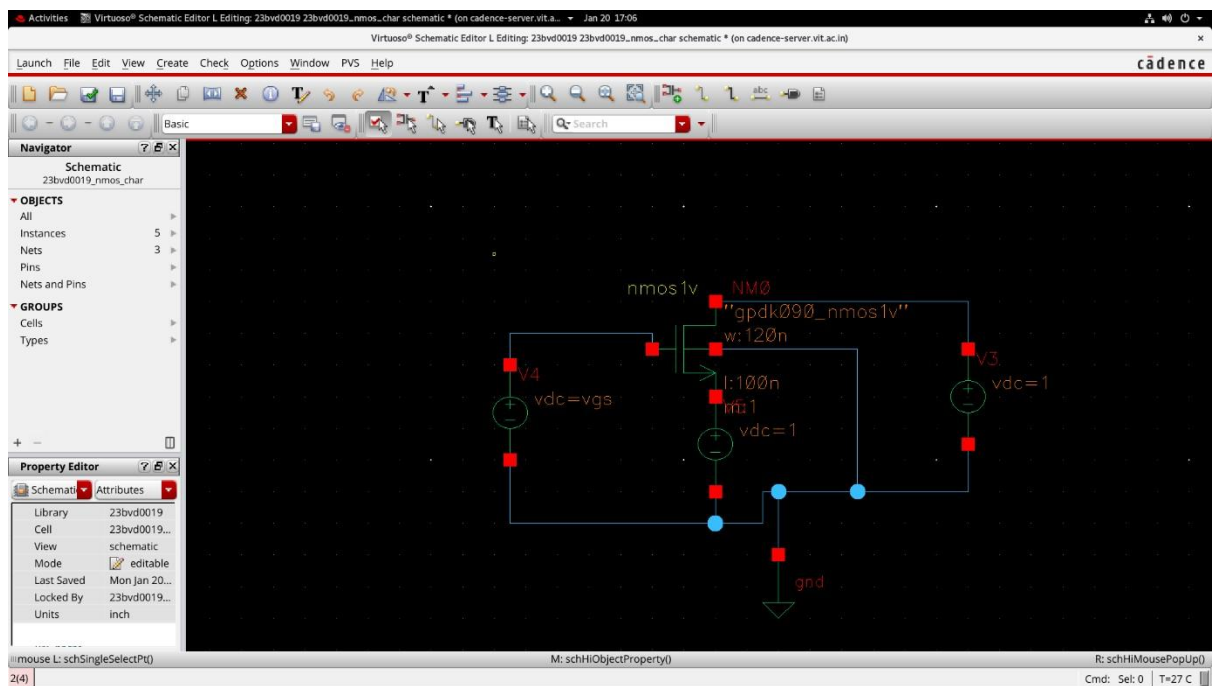 Activities Virtuoso® Schematic Editor L Editing: 23bvd0019 23bvd0019_nmos_char schematic * (on cadence-server.vit.a... Jan 20 17:06
Virtuoso® Schematic Editor L Editing: 23bvd0019 23bvd0019_nmos_char schematic * (on cadence-server.vit.ac.in) ×
Launch File Edit View Create Check Options Window PVS Help cādence
abc
Basic Search
Navigator ? ×
Schematic
23bvd0019_nmos_char
OBJECTS
All
Instances 5
Nets 3
Pins
Nets and Pins
GROUPS
Cells
Types
+ −
Property Editor ? ×
Schemati Attributes
Library 23bvd0019
Cell 23bvd0019...
View schematic
Mode editable
Last Saved Mon Jan 20...
Locked By 23bvd0019...
Units inch
nmos1v NM0
"gpdk090_nmos1v"
w:120n
l:100n
m:1
V4
vdc=vgs
vdc=1
V3
vdc=1
gnd
mouse L: schSingleSelectPt() M: schHiObjectProperty() R: schHiMousePopUp()
2(4) Cmd: Sel: 0 T=27 C